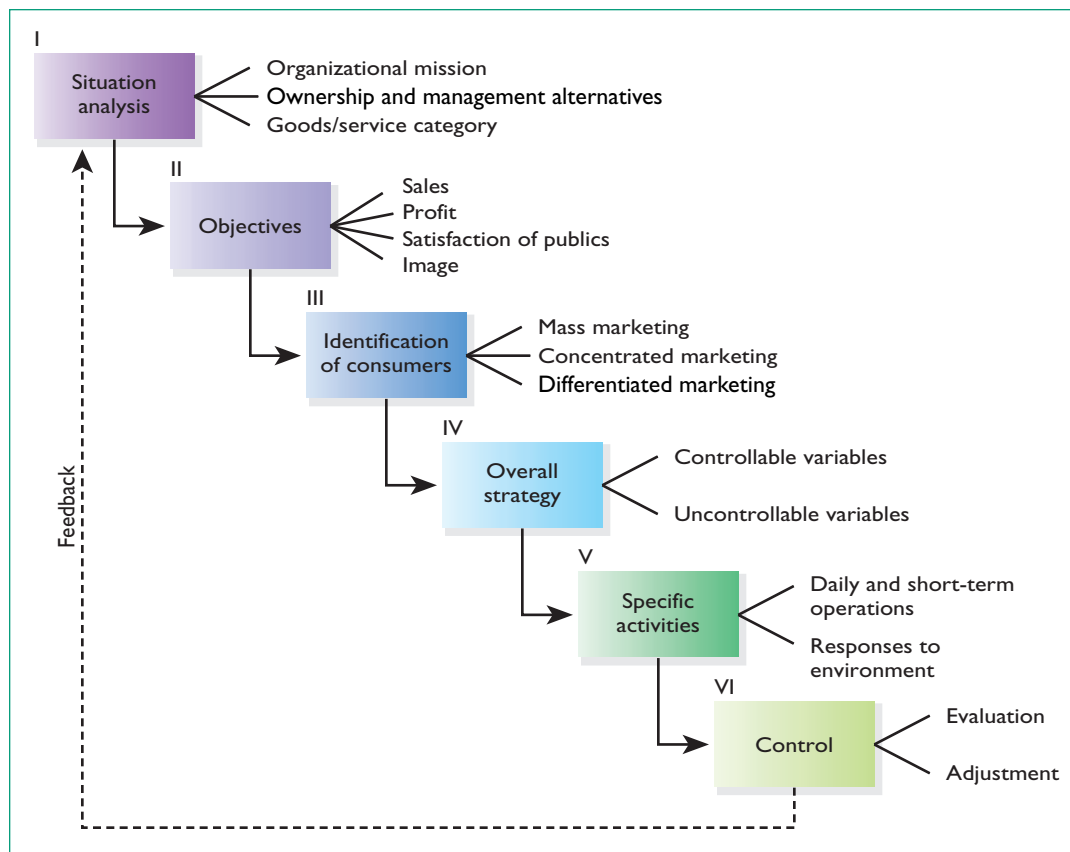 I
Situation
analysis
Organizational mission
Ownership and management alternatives
Goods/service category
II
Objectives
Sales
Profit
Satisfaction of publics
Image
III
Identification
of consumers
Mass marketing
Concentrated marketing
Differentiated marketing
IV
Overall
strategy
Controllable variables
Uncontrollable variables
Feedback
V
Specific
activities
Daily and short-term
operations
Responses to
environment
VI
Control
Evaluation
Adjustment